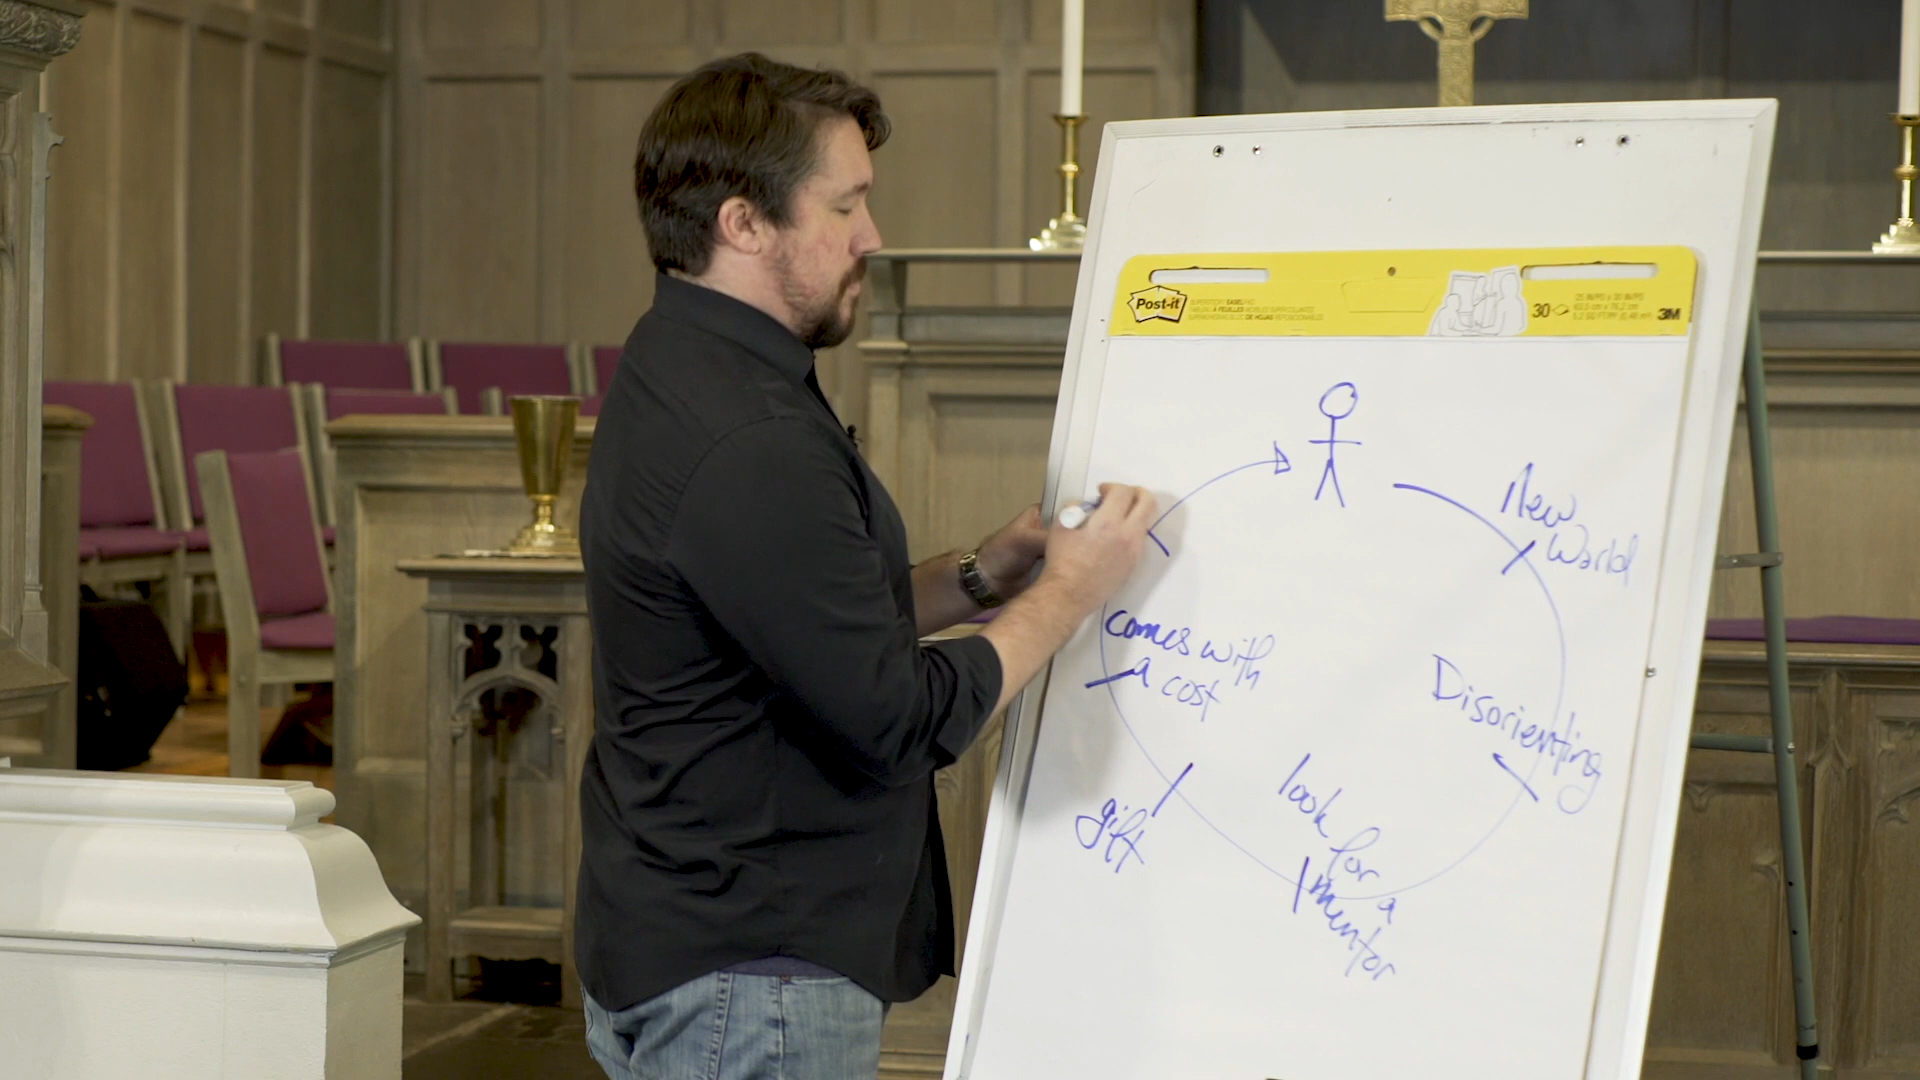 Post-it
30
3M
New
World
Disorienting
look for
a
mentor
gift
comes with
a cost